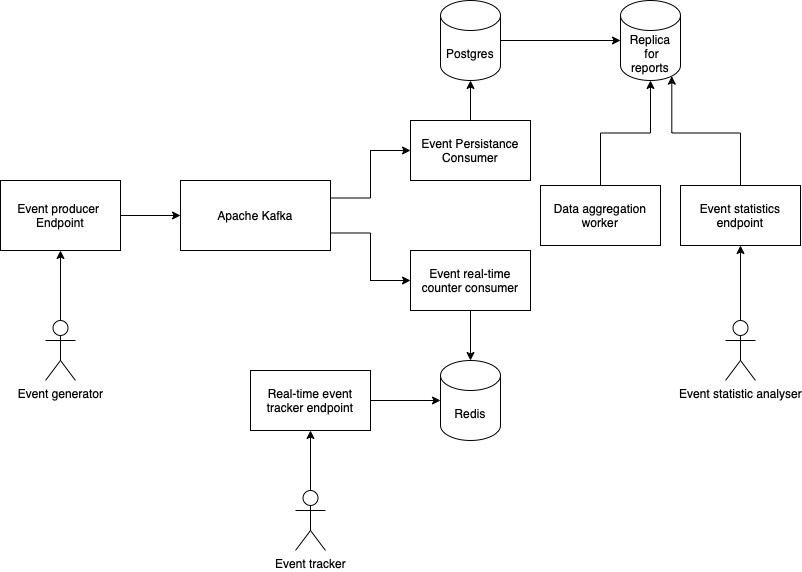 Postgres
Replica
for
reports
Event Persistance
Consumer
Event producer
Endpoint
Apache Kafka
Data aggregation
worker
Event statistics
endpoint
Event real-time
counter consumer
Event generator
Real-time event
tracker endpoint
Redis
Event statistic analyser
Event tracker